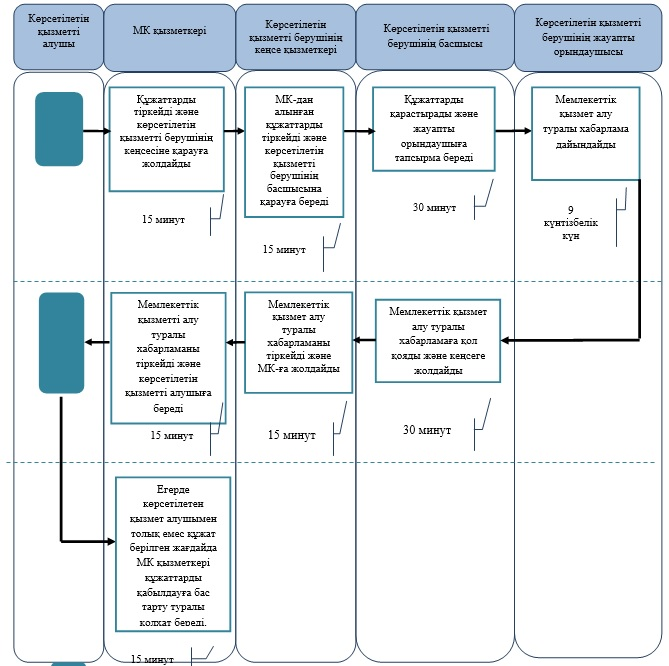 Көрсетілетін
қызметті
алушы
МК қызметкері
Көрсетілетін
қызметті берушінің
кеңсе қызметкері
Көрсетілетін қызметті
берушінің басшысы
Көрсетілетін қызметті
берушінің жауапты
орындаушысы
Құжаттарды
тіркейді және
көрсетілетін
қызметті берушінің
кеңсесіне қарауға
жолдайды
15 минут
МК-дан
алынған
құжаттарды
тіркейді және
көрсетілетін
қызметті
берушінің
басшысына
қарауға береді
15 минут
Құжаттарды
қарастырады және
жауапты
орындаушыға
тапсырма береді
30 минут
Мемлекеттік
қызмет алу
туралы хабарлама
дайындайды
9
күнтізбелік
күн
Мемлекеттік қызмет
алу туралы
хабарламаға қол
қояды және кеңсеге
жолдайды
30 минут
Мемлекеттік
қызмет алу
туралы
хабарламаны
тіркейді және
МК-ға жолдайды
15 минут
Мемлекеттік
қызметті алу
туралы
хабарламаны
тіркейді және
көрсетілетін
қызметті алушыға
береді
15 минут
Егерде
көрсетілетен
қызмет алушымен
толық емес құжат
берілген жағдайда
МК қызметкері
құжаттарды
қабылдауға бас
тарту туралы
қолхат береді.
15 минут